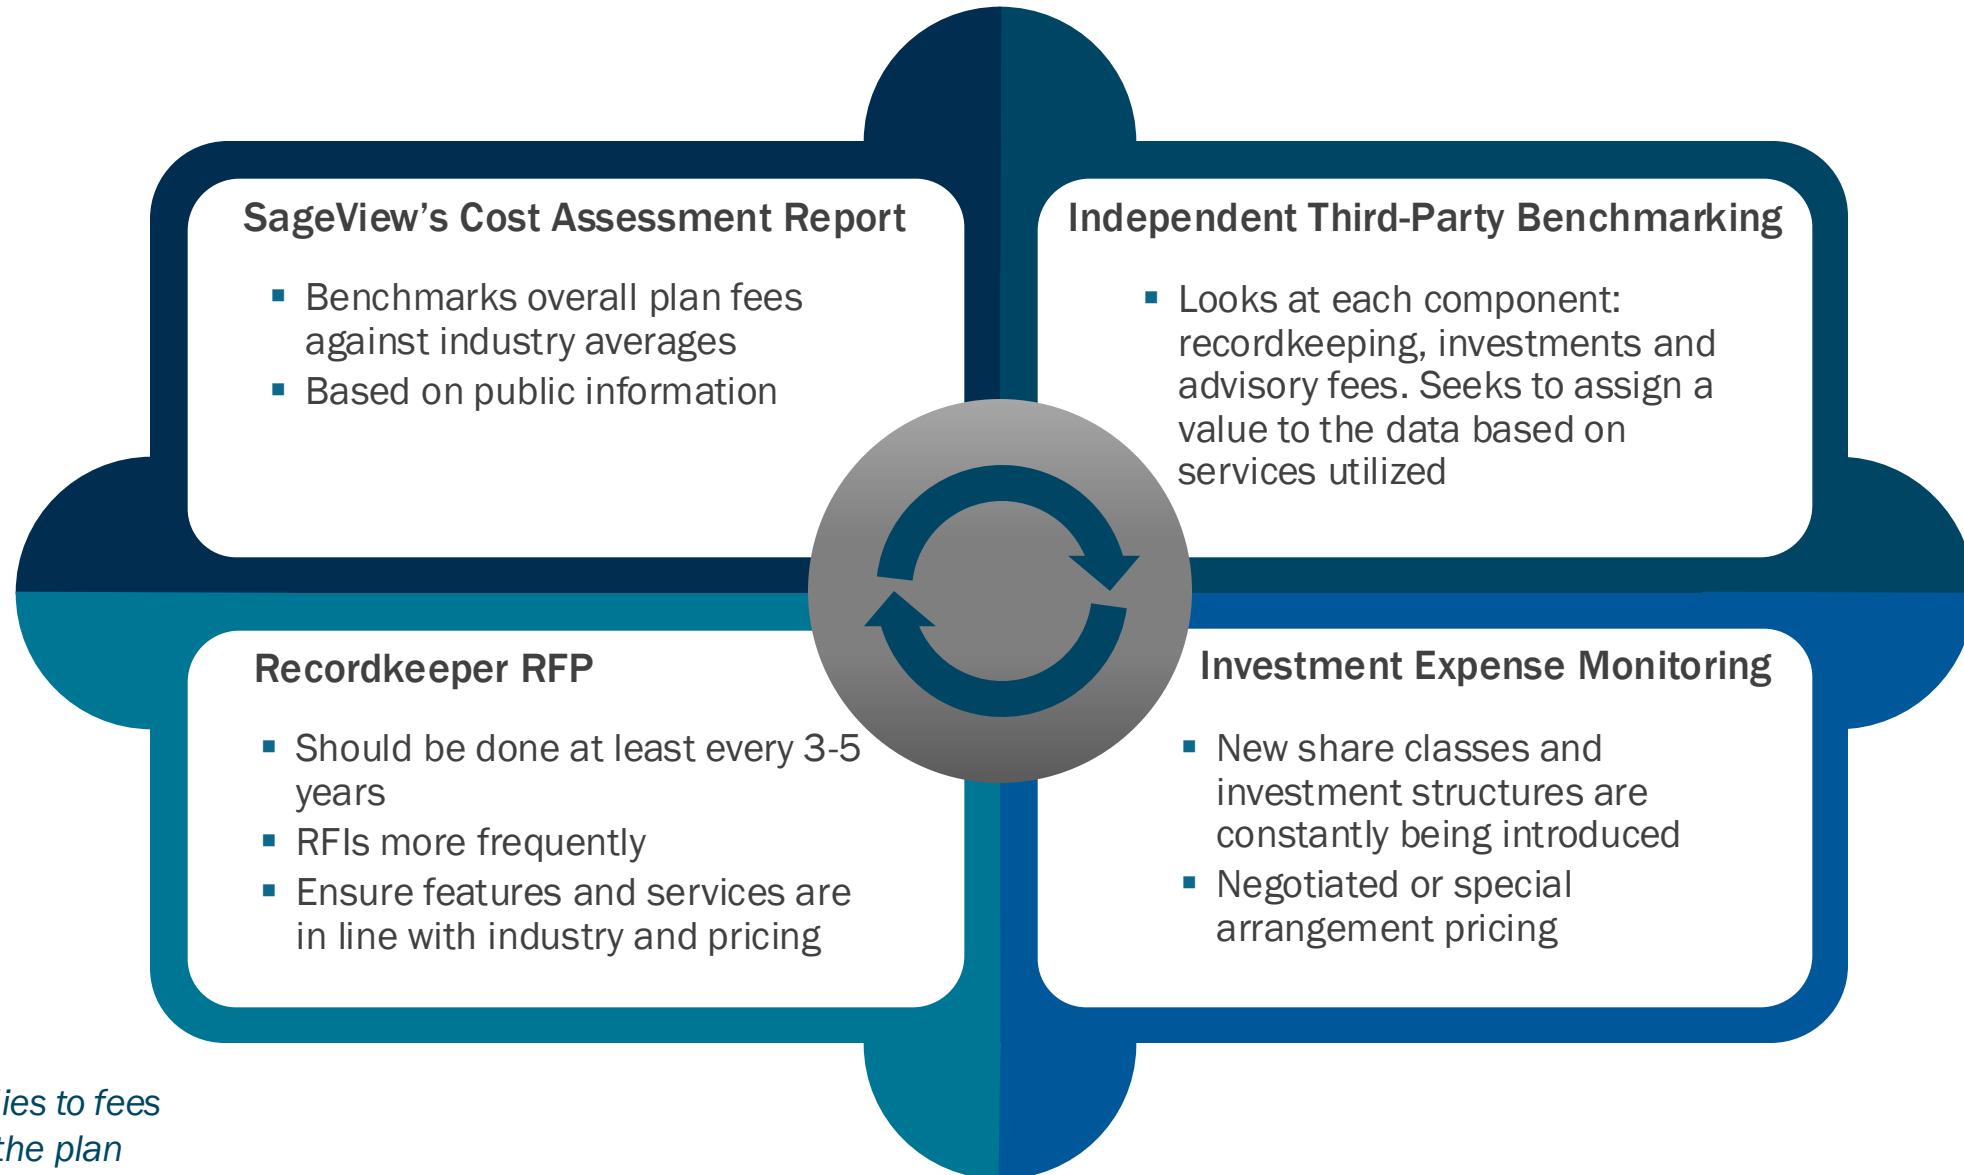 SageView’s Cost Assessment Report
▪ Benchmarks overall plan fees
against industry averages
▪ Based on public information
Independent Third-Party Benchmarking
▪ Looks at each component:
recordkeeping, investments and
advisory fees. Seeks to assign a
value to the data based on
services utilized
Recordkeeper RFP
▪ Should be done at least every 3-5
years
▪ RFIs more frequently
▪ Ensure features and services are
in line with industry and pricing
Investment Expense Monitoring
▪ New share classes and
investment structures are
constantly being introduced
▪ Negotiated or special
arrangement pricing
to fees
the plan